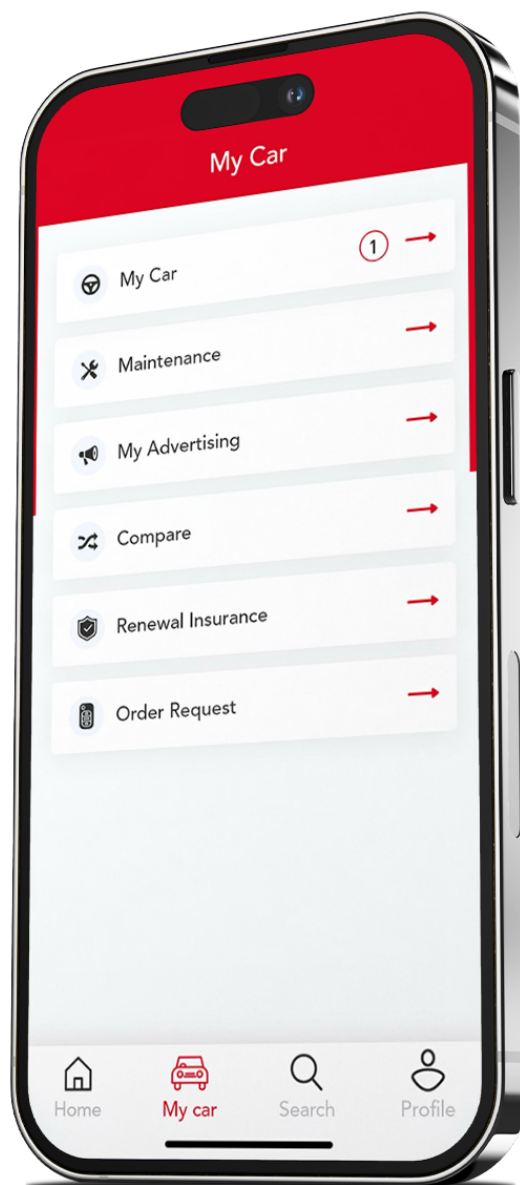 My Car
My Car 1
Maintenance
My Advertising
Compare
Renewal Insurance
Order Request
Home My car Search Profile